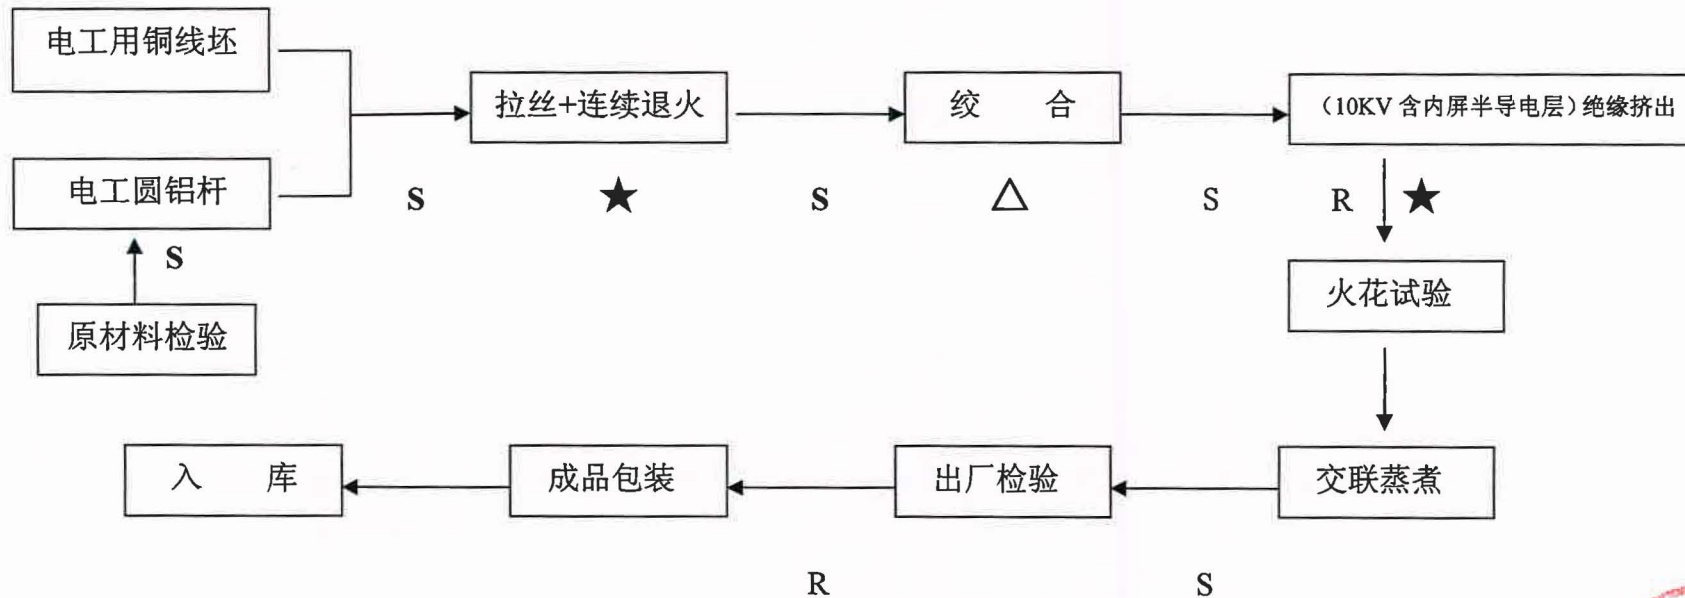 电工用铜线坯
拉丝+连续退火
绞 合
（10KV 含内屏半导电层）绝缘挤出
电工圆铝杆
S
★
S
△
S
R
★
S
原材料检验
火花试验
入 库
成品包装
出厂检验
交联蒸煮
R
S